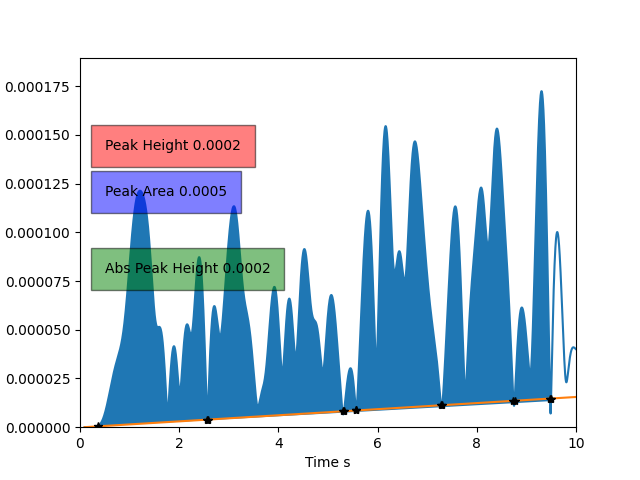 0.000175
0.000150
0.000125
0.000100
0.000075
0.000050
0.000025
0.000000
Peak Height 0.0002
Peak Area 0.0005
Abs Peak Height 0.0002
0 2 4 6 8 10
Time s